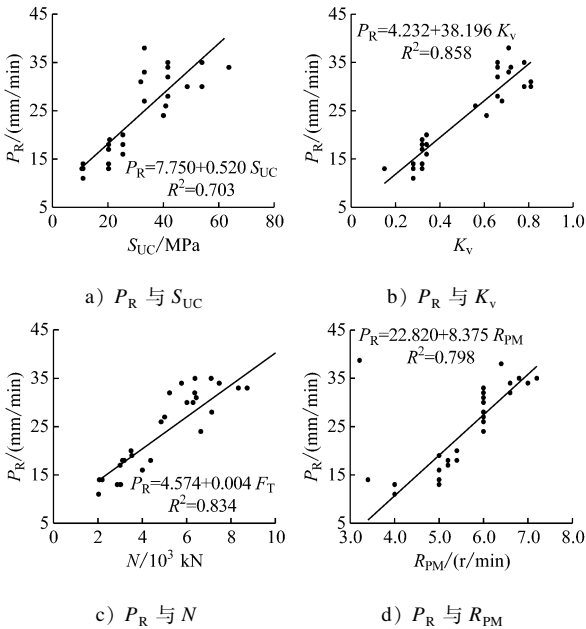 45
35
25
15
5
P_R/(mm/min)
P_R=7.750+0.520 S_UC
R²=0.703
0 20 40 60 80
S_UC/MPa
a) P_R 与 S_UC
45
35
25
15
5
P_R/(mm/min)
P_R=4.232+38.196 K_v
R²=0.858
0 0.2 0.4 0.6 0.8 1.0
K_v
b) P_R 与 K_v
45
35
25
15
5
P_R/(mm/min)
P_R=4.574+0.004 F_T
R²=0.834
0 2 4 6 8 10
N/10³ kN
c) P_R 与 N
45
35
25
15
5
P_R/(mm/min)
P_R=22.820+8.375 R_PM
R²=0.798
3.0 4.0 5.0 6.0 7.0 8.0
R_PM/(r/min)
d) P_R 与 R_PM